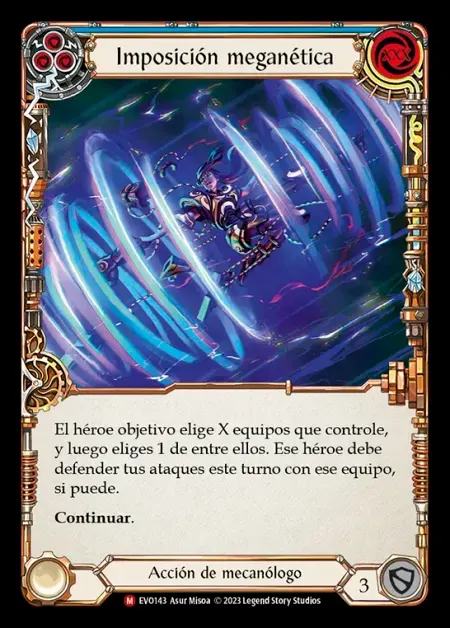 Imposición meganética
XXX
El héroe objetivo elige X equipos que controle,
y luego eliges 1 de entre ellos. Ese héroe debe
defender tus ataques este turno con ese equipo,
si puede.
Continuar.
Acción de mecanólogo
3
M EVO143 Asur Misoa © 2023 Legend Story Studios